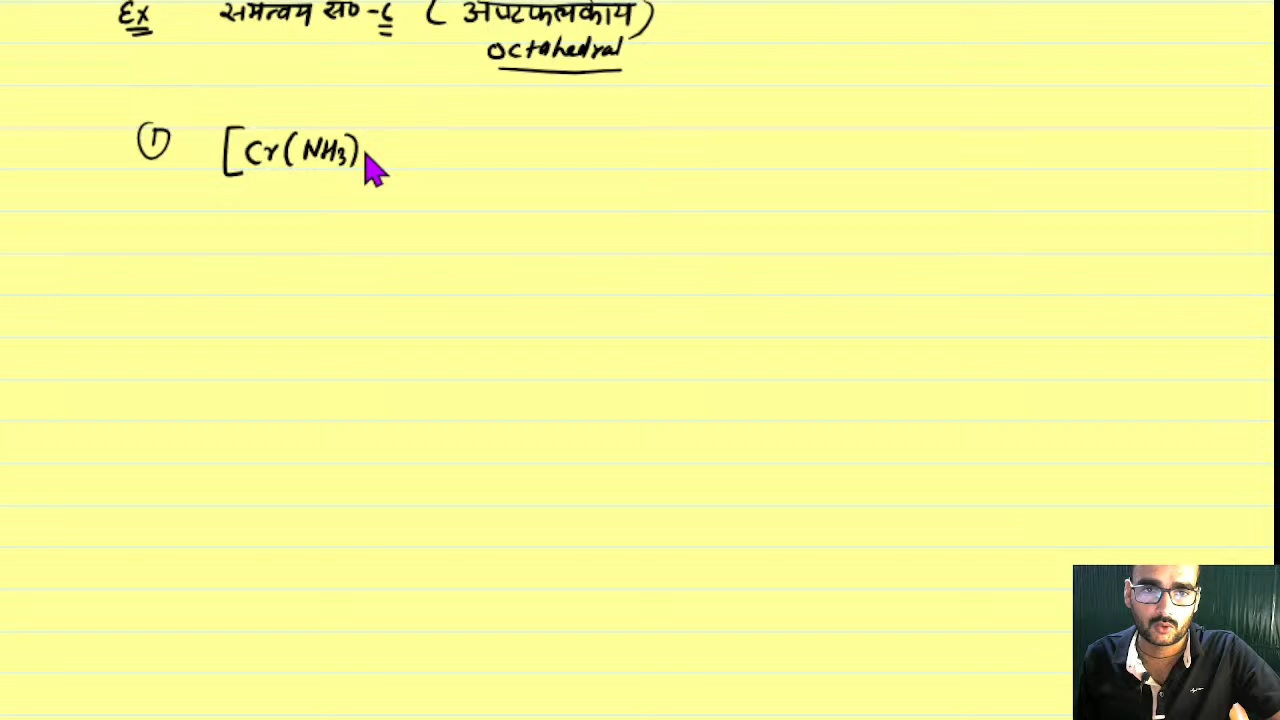 Ex समन्वय सं० - 6 ( अष्टफलकीय )
Octahedral
① [Cr(NH3)